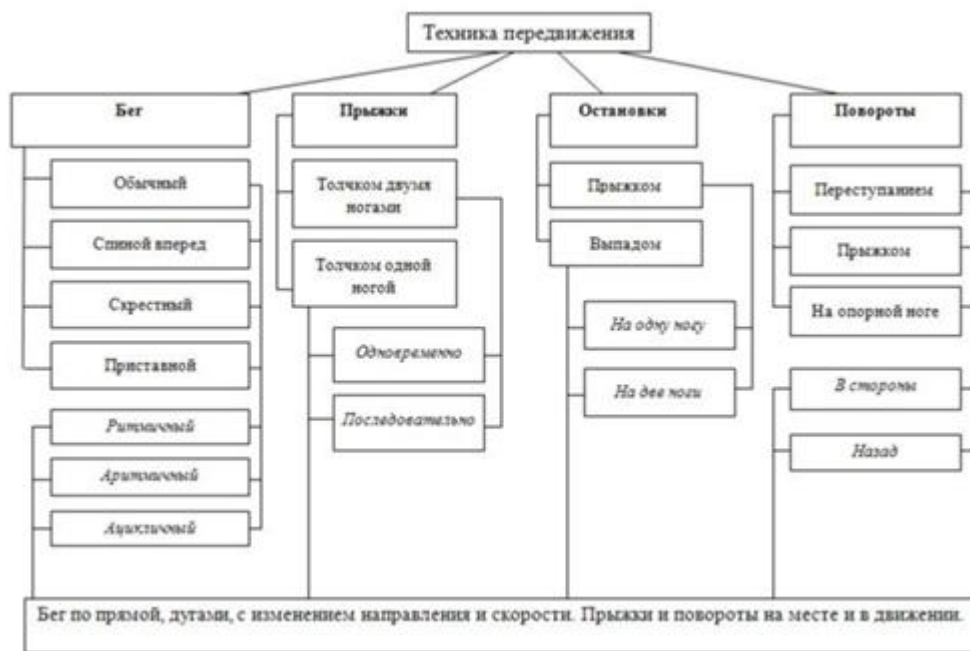 Техника передвижения
Бег
Обычный
Спиной вперед
Скрестный
Приставной
Ритмичный
Аритмичный
Ацикличный
Прыжки
Толчком двумя
ногами
Толчком одной
ногой
Одновременно
Последовательно
Остановки
Прыжком
Выпадом
На одну ногу
На две ноги
Повороты
Переступанием
Прыжком
На опорной ноге
В стороны
Назад
Бег по прямой, дугами, с изменением направления и скорости. Прыжки и повороты на месте и в движении.